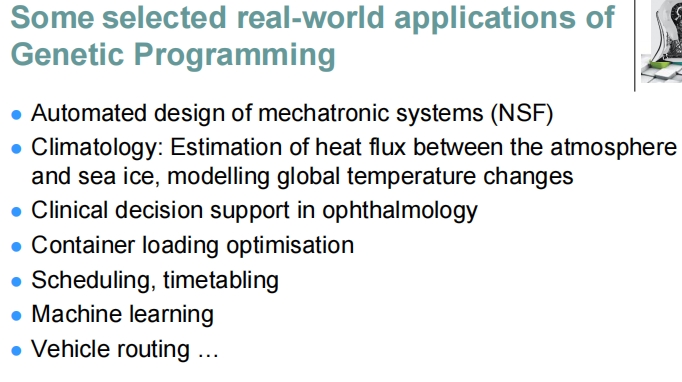 Some selected real-world applications of
Genetic Programming
• Automated design of mechatronic systems (NSF)
• Climatology: Estimation of heat flux between the atmosphere
and sea ice, modelling global temperature changes
• Clinical decision support in ophthalmology
• Container loading optimisation
• Scheduling, timetabling
• Machine learning
• Vehicle routing …